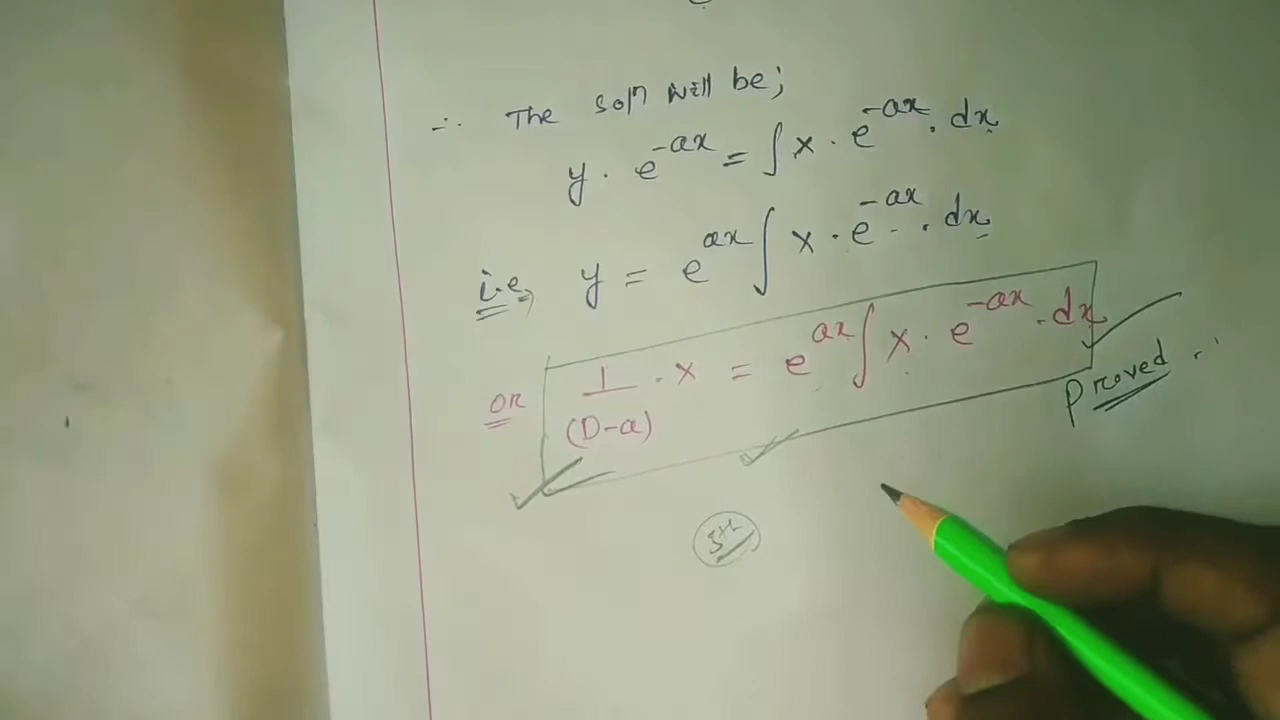 ∴ The soln will be;
y · e^{-ax} = ∫ x · e^{-ax} · dx
i.e, y = e^{ax} ∫ x · e^{-ax} · dx
OR 1/(D-a) · x = e^{ax} ∫ x · e^{-ax} · dx
Proved